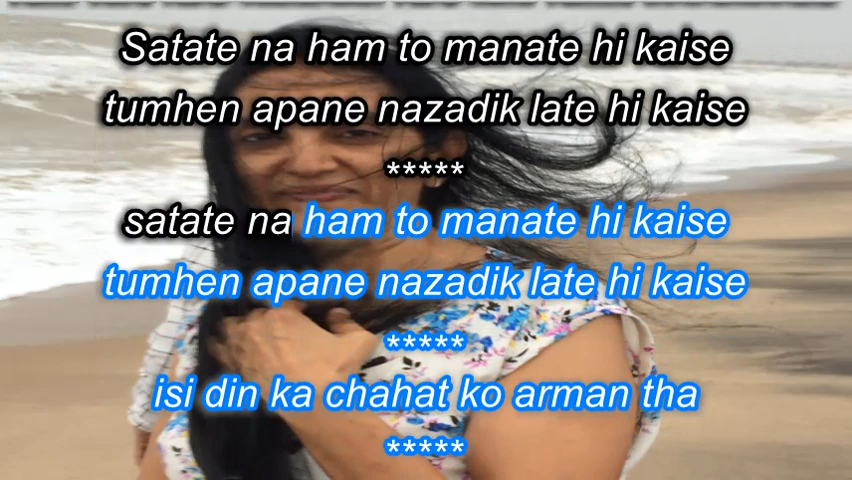 Satate na ham to manate hi kaise
tumhen apane nazadik late hi kaise
*****
satate na ham to manate hi kaise
tumhen apane nazadik late hi kaise
*****
isi din ka chahat ko arman tha
*****